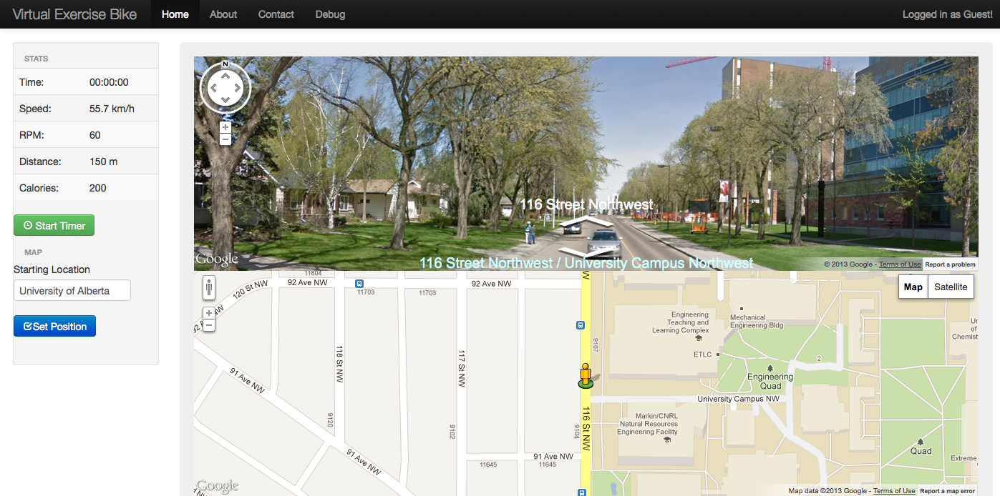 Virtual Exercise Bike
Home
About
Contact
Debug
Logged in as Guest!
STATS
Time: 00:00:00
Speed: 55.7 km/h
RPM: 60
Distance: 150 m
Calories: 200
Start Timer
MAP
Starting Location
University of Alberta
Set Position
N
+
−
116 Street Northwest
116 Street Northwest / University Campus Northwest
Google
© 2013 Google - Terms of Use Report a problem
Map Satellite
+
−
11804
120 St NW
92 Ave NW
11703
11703
92 Ave NW
118 St NW
117 St NW
91 Ave NW
9120
9102
9104
9107
116 St NW
91 Ave NW
91 Ave NW
11645
11645
Engineering
Teaching and
Learning Complex
Mechanical
Engineering Bldg
ETLC
2
Engineering
Quad
University Campus NW
Markin/CNRL
Natural Resources
Engineering Facility
Quad
Extreme
Google
Map data ©2013 Google - Terms of Use Report a map error